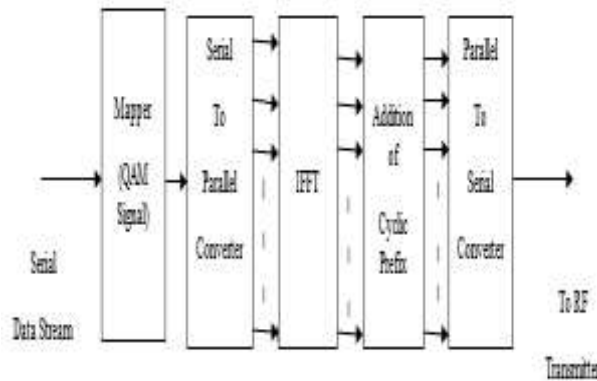 Serial
Data Stream
Mapper
(QAM
Signal)
Serial
To
Parallel
Converter
IFFT
Addition
of
Cyclic
Prefix
Parallel
To
Serial
Converter
To RF
Transmitter